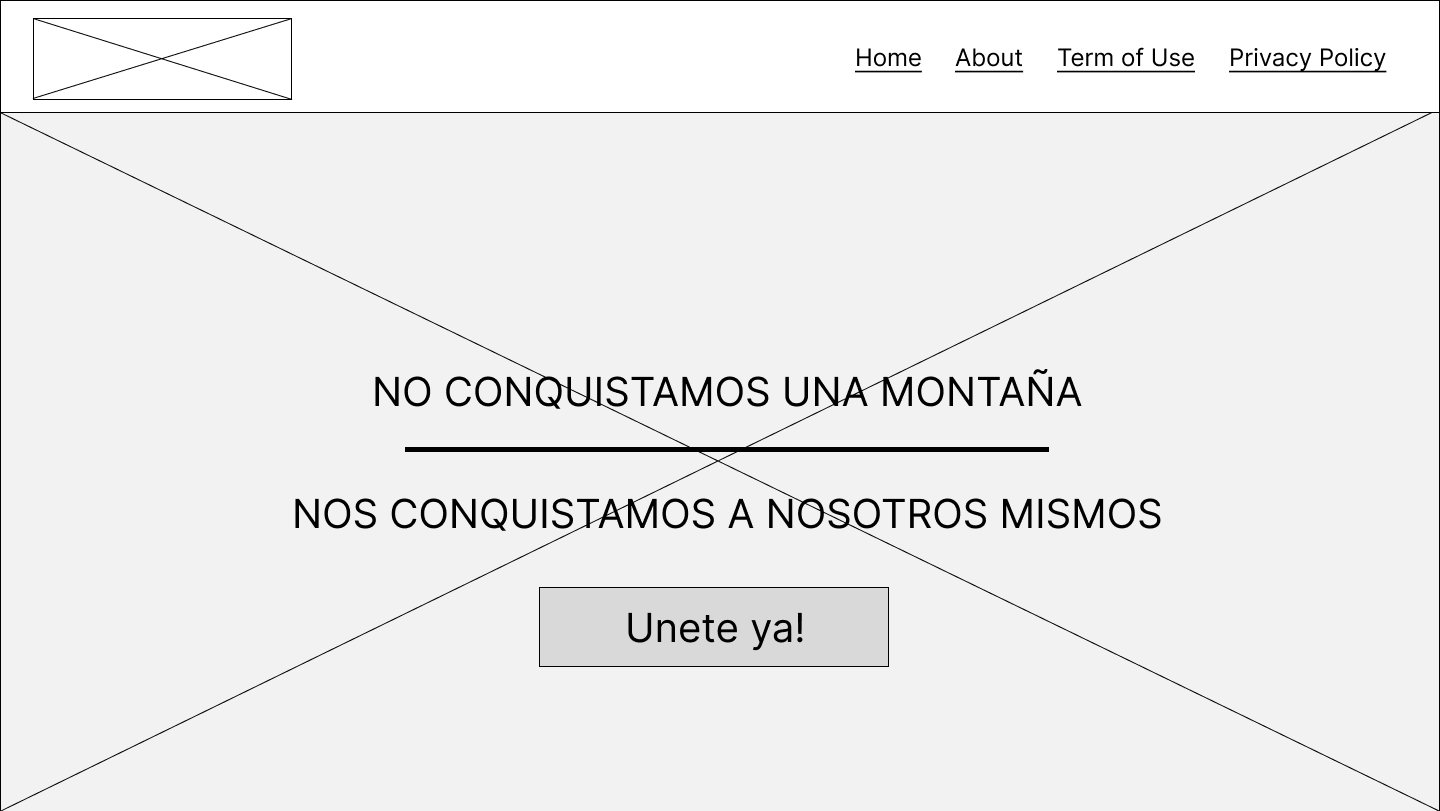 Home About Term of Use Privacy Policy
NO CONQUISTAMOS UNA MONTAÑA
NOS CONQUISTAMOS A NOSOTROS MISMOS
Unete ya!